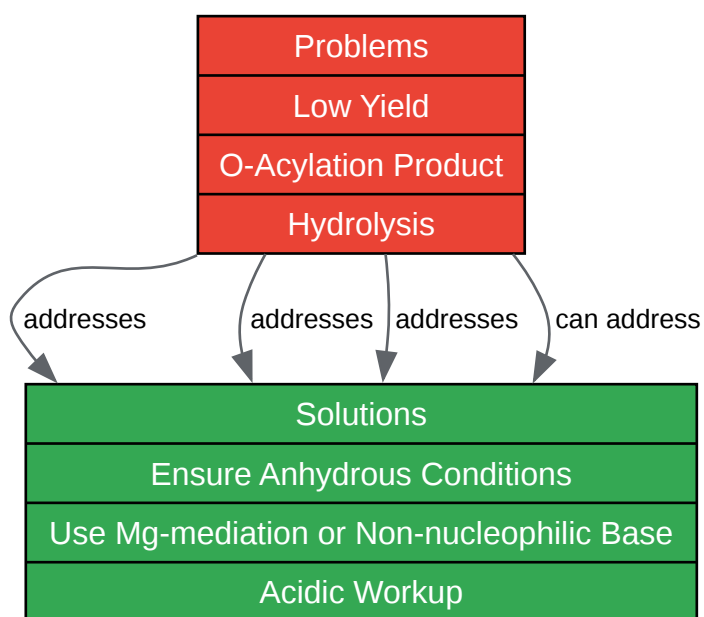 Problems
Low Yield
O-Acylation Product
Hydrolysis
addresses addresses addresses can address
Solutions
Ensure Anhydrous Conditions
Use Mg-mediation or Non-nucleophilic Base
Acidic Workup